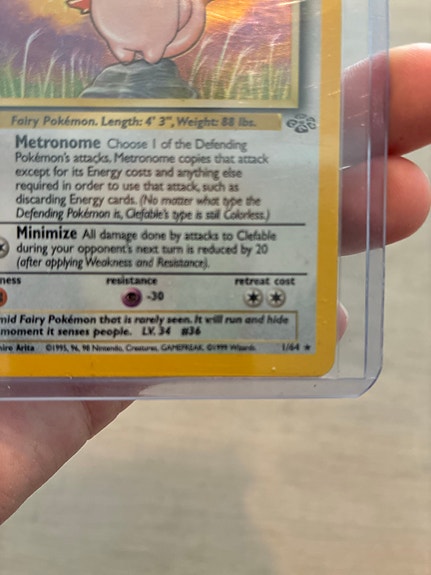 Fairy Pokémon. Length: 4' 3", Weight: 88 lbs.
Metronome Choose 1 of the Defending
Pokémon's attacks. Metronome copies that attack
except for its Energy costs and anything else
required in order to use that attack, such as
discarding Energy cards. (No matter what type the
Defending Pokémon is, Clefable's type is still Colorless.)
Minimize All damage done by attacks to Clefable
during your opponent's next turn is reduced by 20
(after applying Weakness and Resistance).
ness resistance retreat cost
-30
mid Fairy Pokémon that is rarely seen. It will run and hide
moment it senses people. LV. 34 #36
Arita ©1995, 96, 98 Nintendo, Creatures, GAMEFREAK. ©1999 Wizards. 1/64 ★